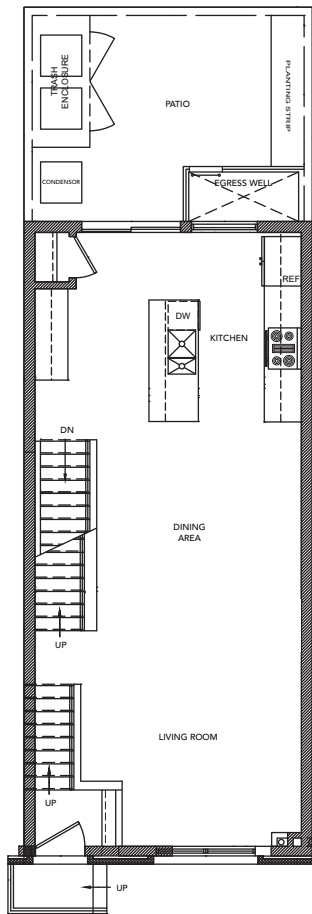 TRASH
ENCLOSURE
PATIO
PLANTING STRIP
CONDENSOR
EGRESS WELL
REF
DW
KITCHEN
DN
DINING
AREA
UP
LIVING ROOM
UP
UP